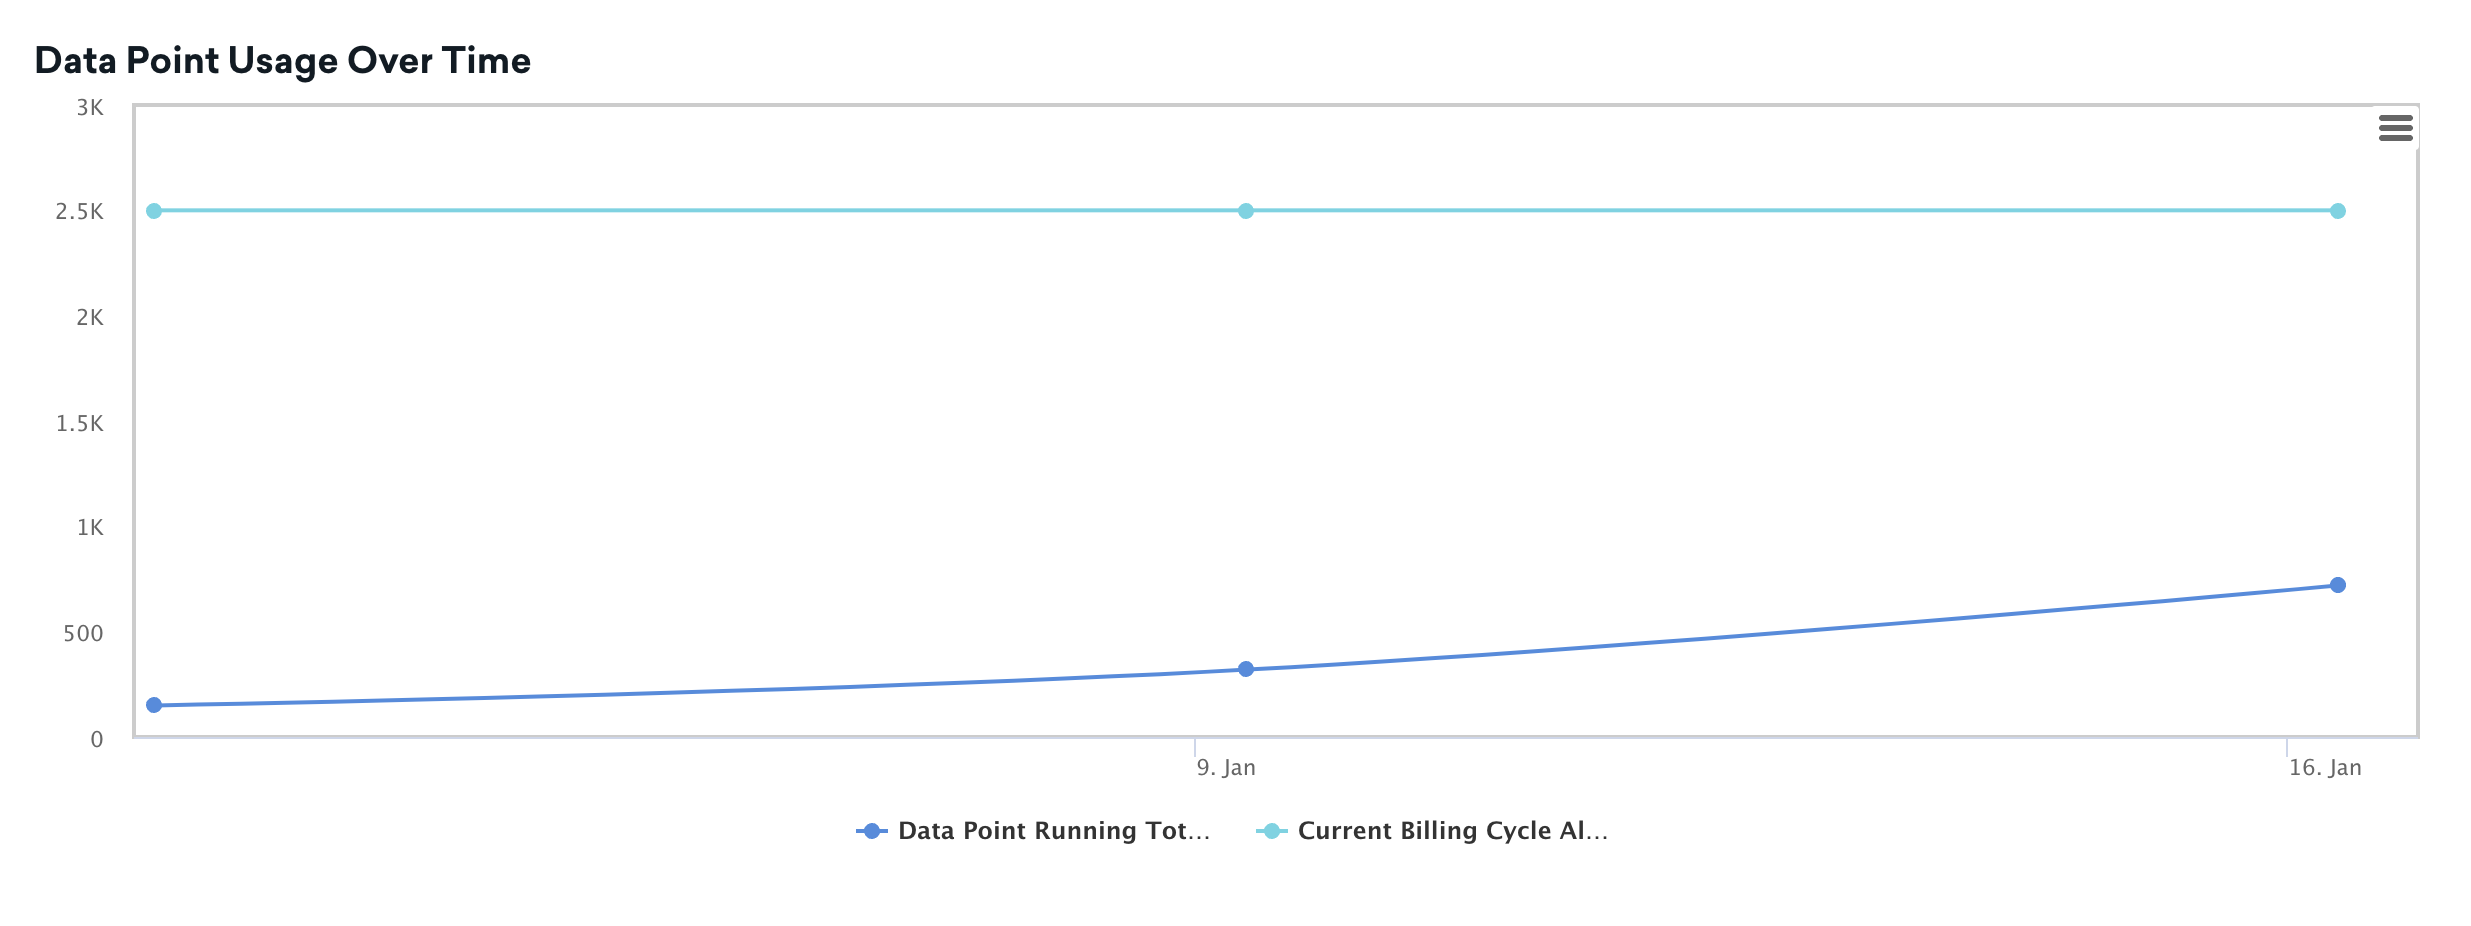 Data Point Usage Over Time
3K
2.5K
2K
1.5K
1K
500
0
9. Jan
16. Jan
Data Point Running Tot...
Current Billing Cycle Al...